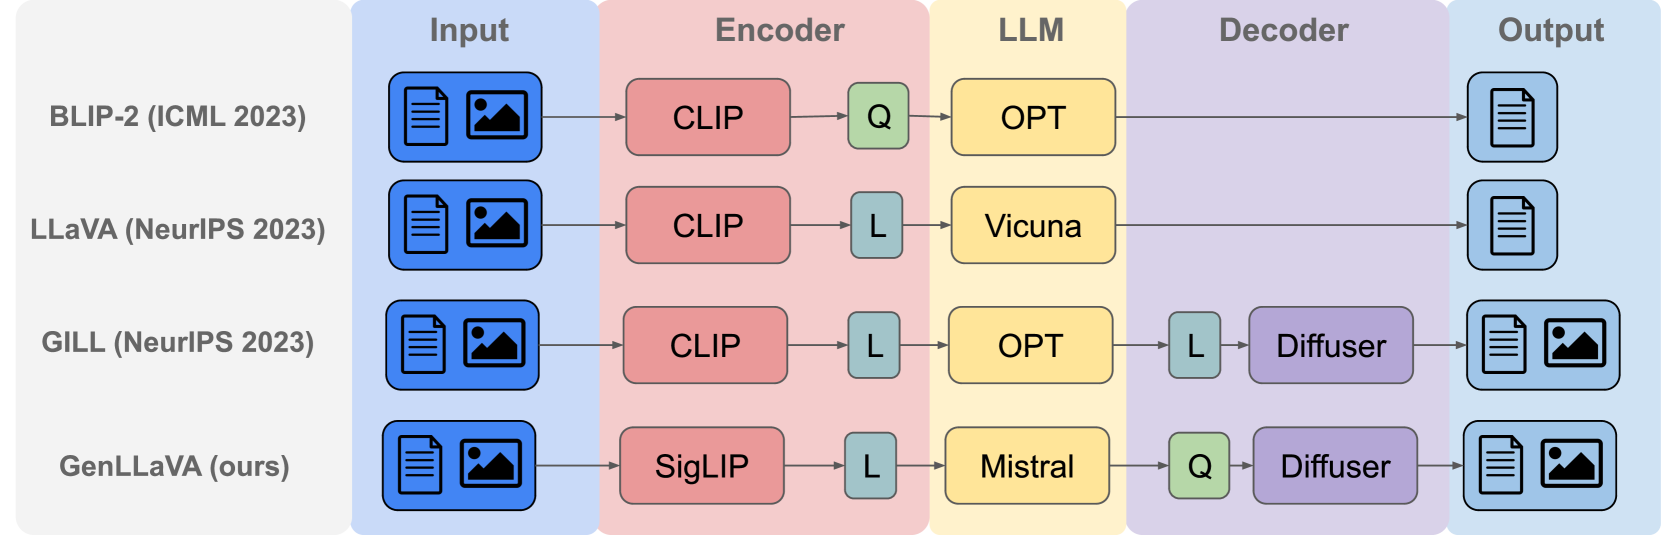 Input Encoder LLM Decoder Output
BLIP-2 (ICML 2023) CLIP Q OPT
LLaVA (NeurIPS 2023) CLIP L Vicuna
GILL (NeurIPS 2023) CLIP L OPT L Diffuser
GenLLaVA (ours) SigLIP L Mistral Q Diffuser